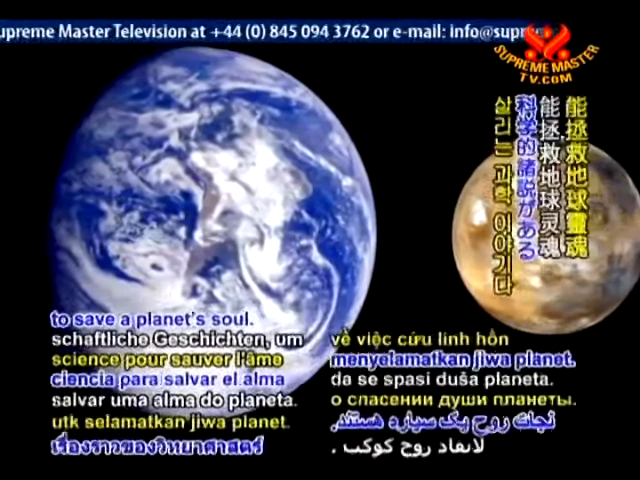 upreme Master Television at +44 (0) 845 094 3762 or e-mail: info@supre
SUPREME MASTER
TV.COM
能拯救地球靈魂
能拯救地球灵魂
科学的諸説がある
살리는 과학 이야기다
to save a planet's soul.
schaftliche Geschichten, um
science pour sauver l'âme
ciencia para salvar el alma
salvar uma alma do planeta.
utk selamatkan jiwa planet.
เรื่องราวของวิทยาศาสตร์
về việc cứu linh hồn
menyelamatkan jiwa planet.
da se spasi duša planeta.
о спасении души планеты.
نجات روح یک سیاره هستند.
لانقاذ روح كوكب .